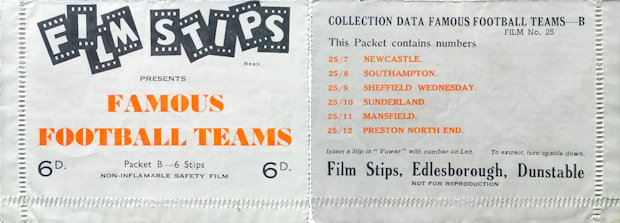 FILM STIPS
Regd.
PRESENTS
FAMOUS
FOOTBALL TEAMS
6D. Packet B—6 Stips 6D.
NON-INFLAMABLE SAFETY FILM
COLLECTION DATA FAMOUS FOOTBALL TEAMS—B
FILM No. 25
This Packet contains numbers
25/7 NEWCASTLE.
25/8 SOUTHAMPTON.
25/9 SHEFFIELD WEDNESDAY.
25/10 SUNDERLAND.
25/11 MANSFIELD.
25/12 PRESTON NORTH END.
Insert a Stip in "Vuwer" with number on Left. To extract, turn upside down.
Film Stips, Edlesborough, Dunstable
NOT FOR REPRODUCTION